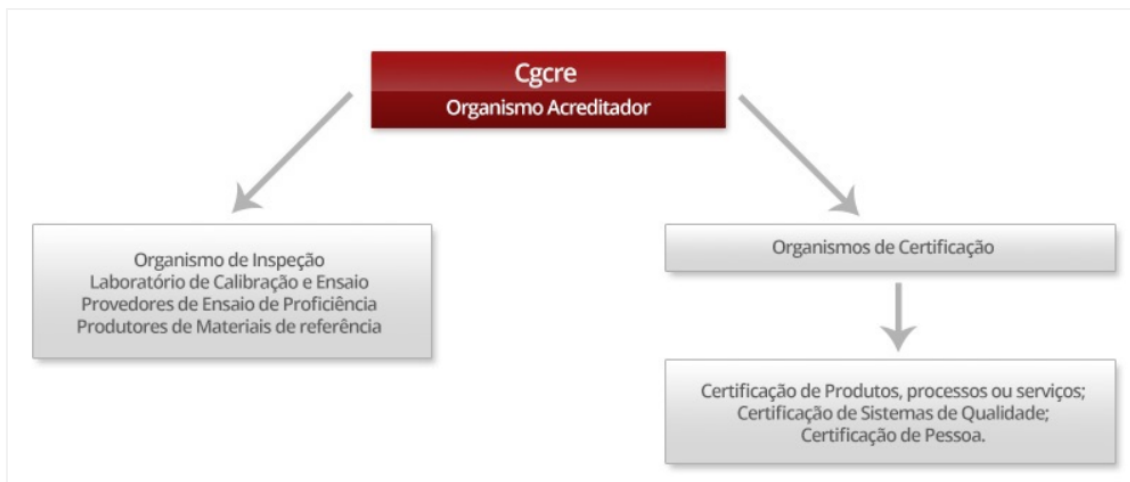 Cgcre
Organismo Acreditador
Organismo de Inspeção
Laboratório de Calibração e Ensaio
Provedores de Ensaio de Proficiência
Produtores de Materiais de referência
Organismos de Certificação
Certificação de Produtos, processos ou serviços;
Certificação de Sistemas de Qualidade;
Certificação de Pessoa.